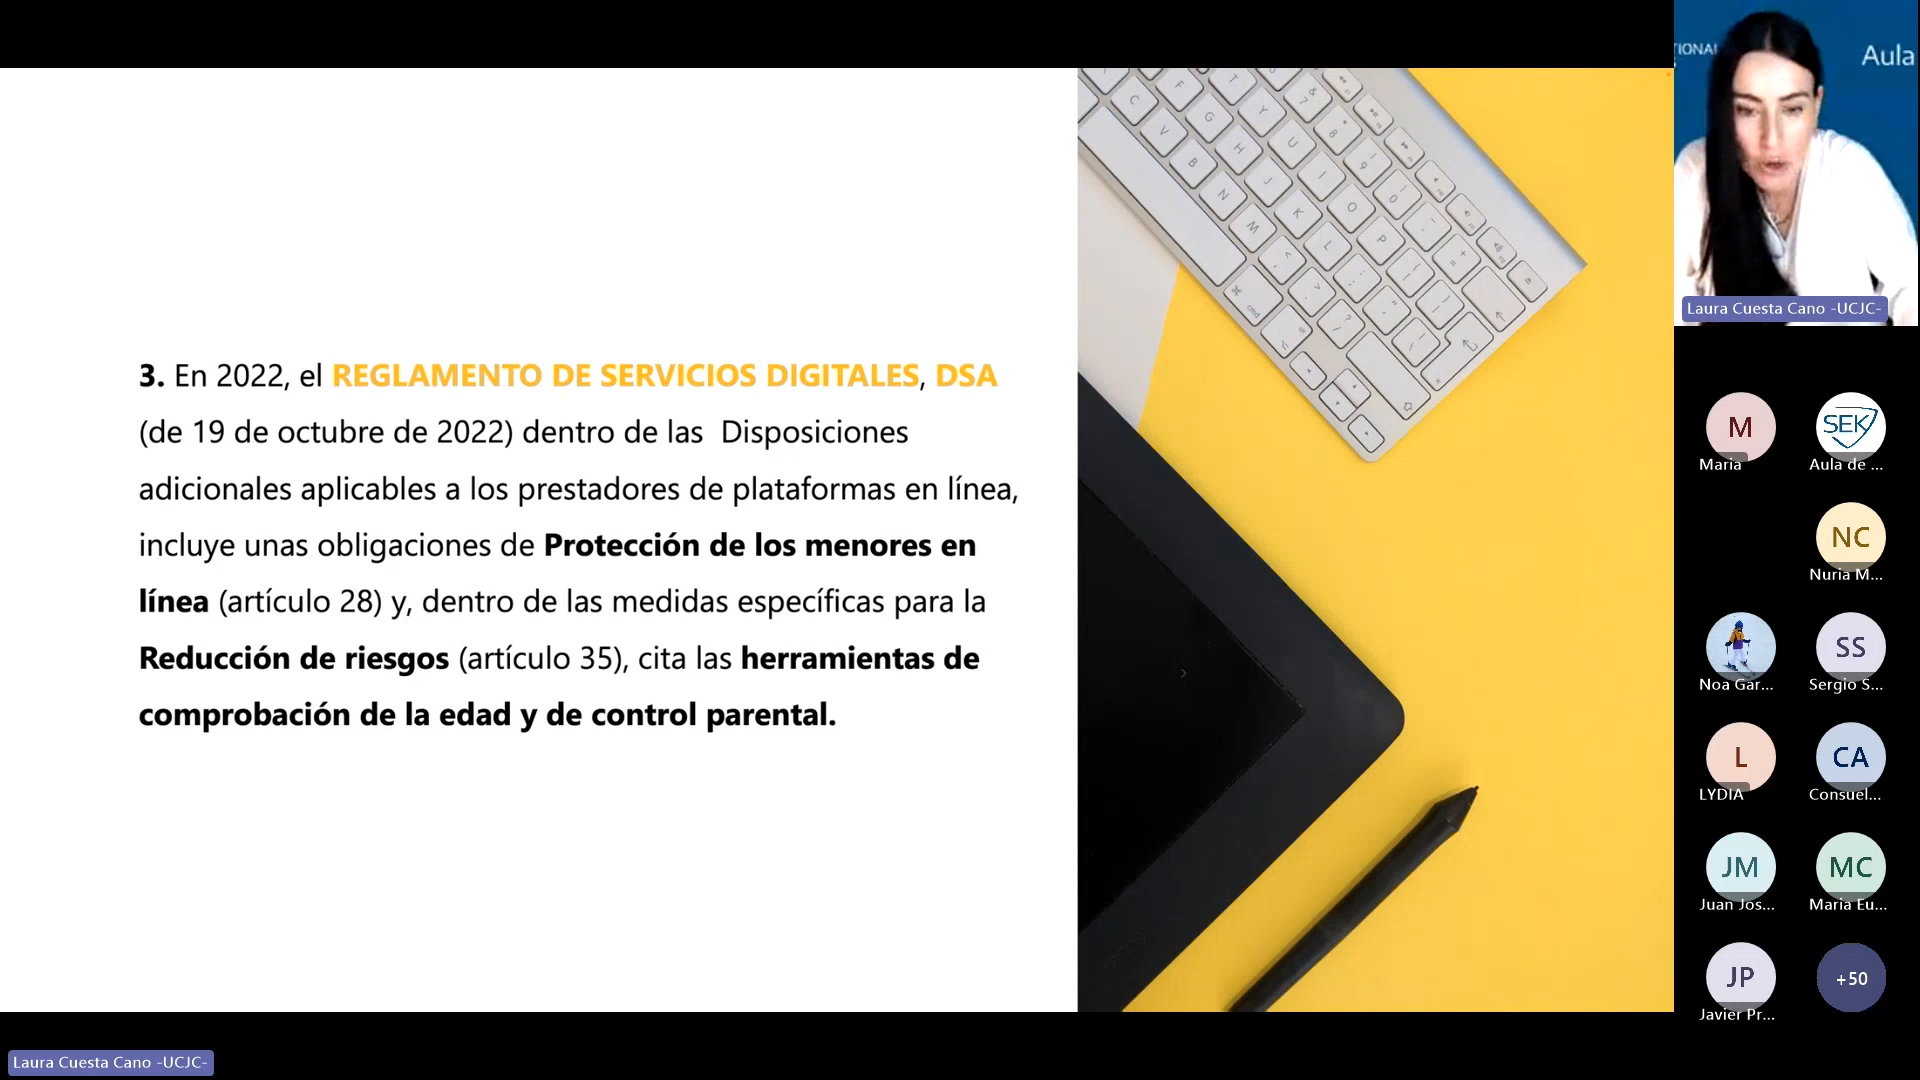 TIONAL
Aula
Laura Cuesta Cano -UCJC-
3. En 2022, el REGLAMENTO DE SERVICIOS DIGITALES, DSA
(de 19 de octubre de 2022) dentro de las  Disposiciones
adicionales aplicables a los prestadores de plataformas en línea,
incluye unas obligaciones de Protección de los menores en
línea (artículo 28) y, dentro de las medidas específicas para la
Reducción de riesgos (artículo 35), cita las herramientas de
comprobación de la edad y de control parental.
M
Maria
SEK
Aula de ...
NC
Nuria M...
Noa Gar...
SS
Sergio S...
L
LYDIA
CA
Consuel...
JM
Juan Jos...
MC
Maria Eu...
JP
Javier Pr...
+50
Laura Cuesta Cano -UCJC-